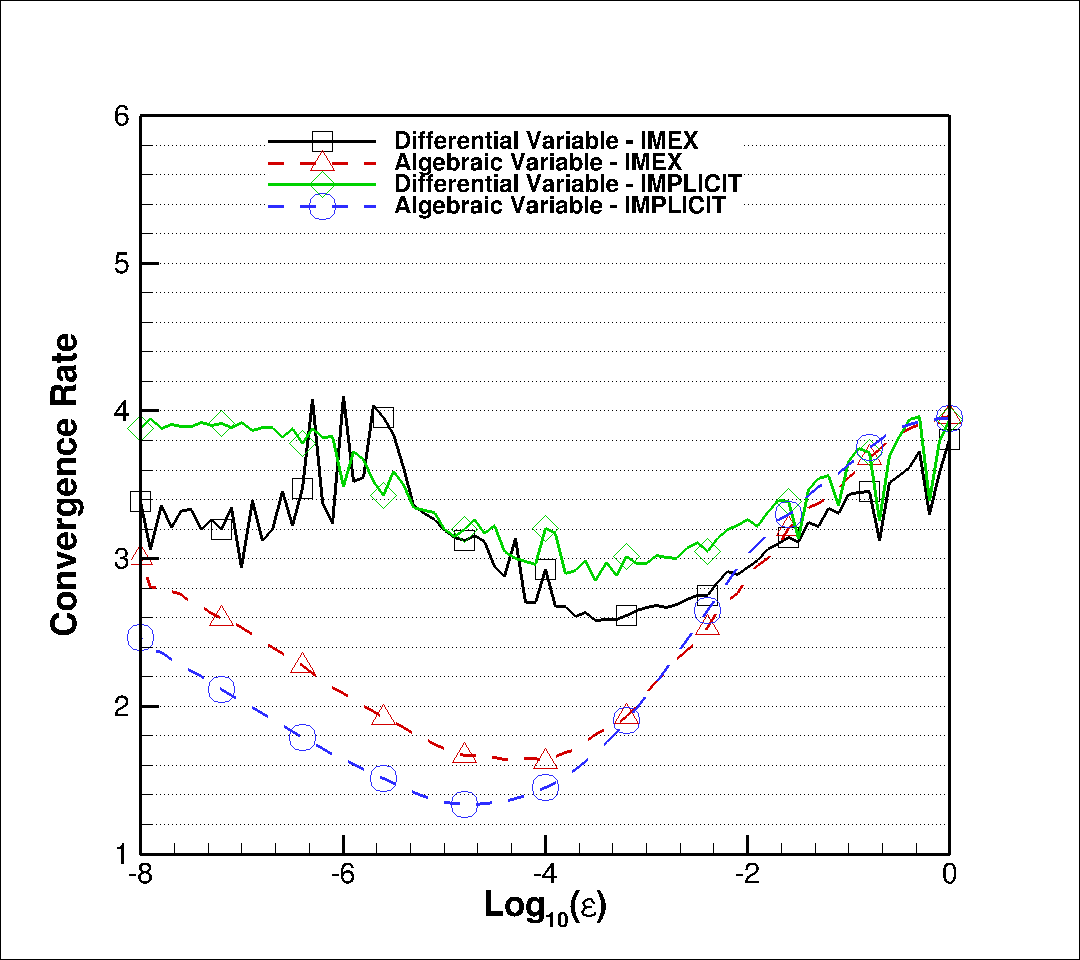 6
Differential Variable - IMEX
Algebraic Variable - IMEX
Differential Variable - IMPLICIT
Algebraic Variable - IMPLICIT
5
4
3
2
1
Convergence Rate
-8 -6 -4 -2 0
Log10(ε)